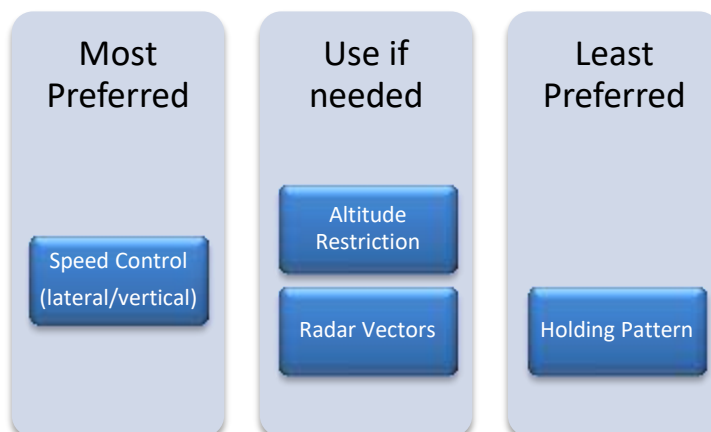 Most
Preferred
Speed Control
(lateral/vertical)
Use if
needed
Altitude
Restriction
Radar Vectors
Least
Preferred
Holding Pattern